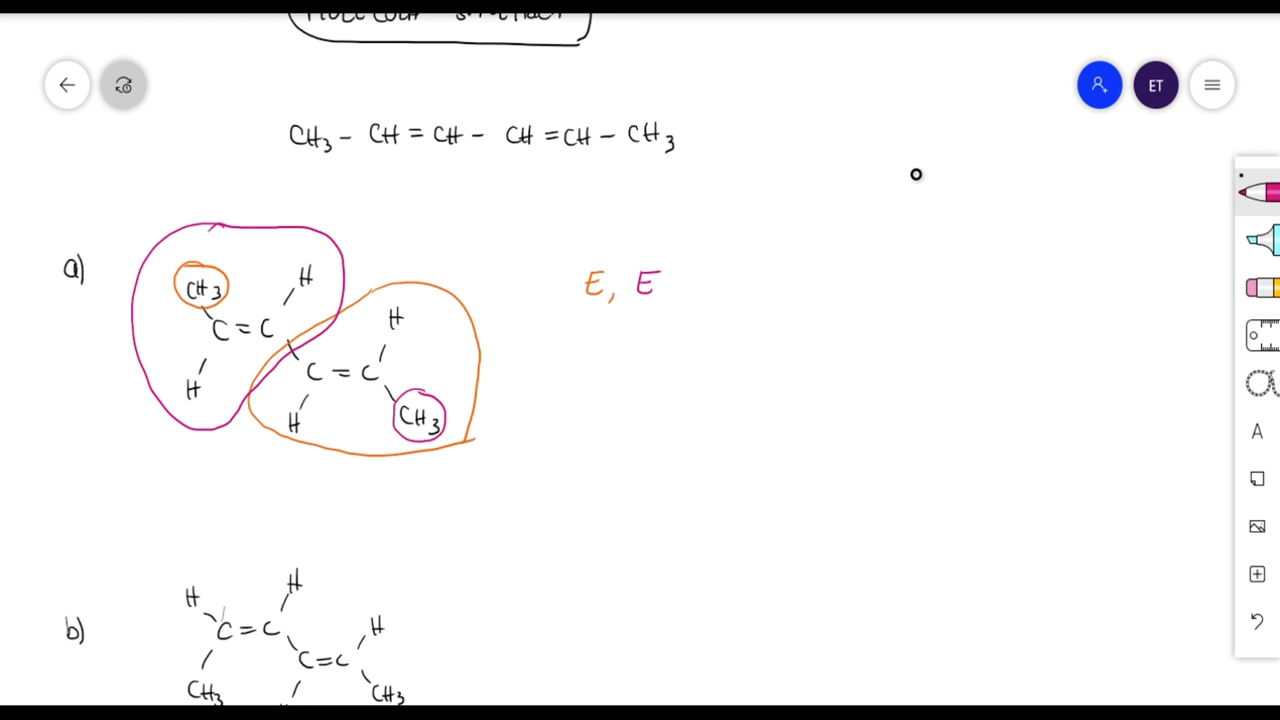 ET
CH3 - CH = CH - CH = CH - CH3
a)
CH3
H
C = C
H
H
C = C
H
CH3
E, E
A
b)
H
H
C = C
H
C = C
CH3
CH3